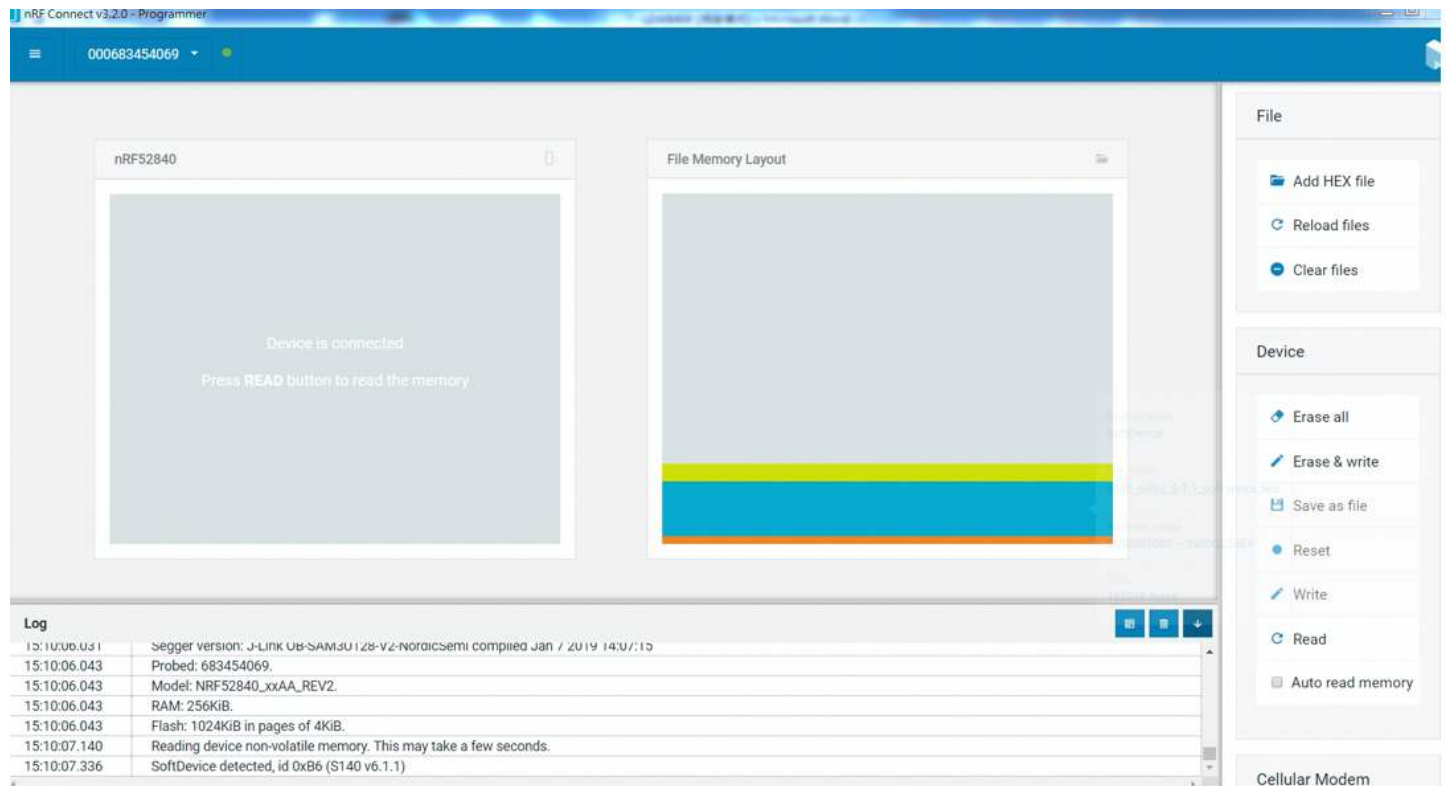 nRF Connect v3.2.0 - Programmer
000683454069
nRF52840
Device is connected
Press READ button to read the memory
File Memory Layout
File
Add HEX file
Reload files
Clear files
Device
Erase all
Erase & write
Save as file
Reset
Write
Read
Auto read memory
Cellular Modem
Log
15:10:06.031 Segger version: J-Link OB-SAM3U128-V2-NordicSemi compiled Jan 7 2019 14:07:15
15:10:06.043 Probed: 683454069.
15:10:06.043 Model: NRF52840_xxAA_REV2.
15:10:06.043 RAM: 256KiB.
15:10:06.043 Flash: 1024KiB in pages of 4KiB.
15:10:07.140 Reading device non-volatile memory. This may take a few seconds.
15:10:07.336 SoftDevice detected, id 0xB6 (S140 v6.1.1)